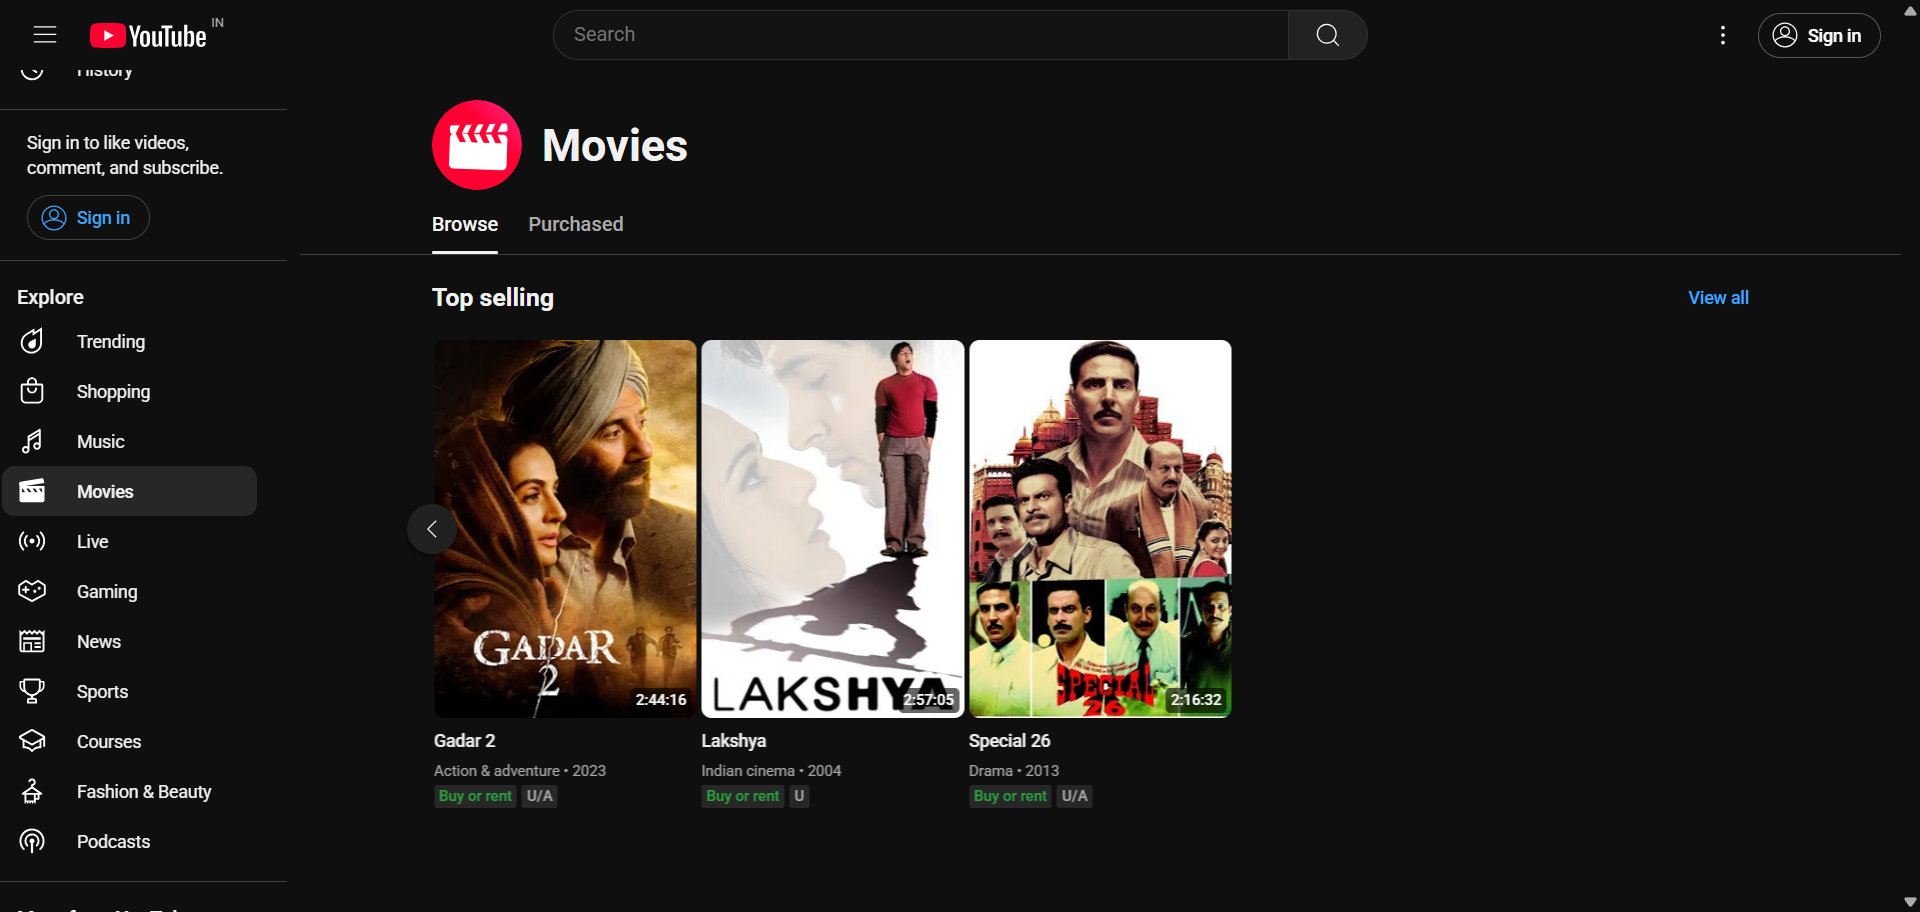 YouTube IN
Search
Sign in
History
Sign in to like videos,
comment, and subscribe.
Sign in
Explore
Trending
Shopping
Music
Movies
Live
Gaming
News
Sports
Courses
Fashion & Beauty
Podcasts
Movies
Browse
Purchased
Top selling
View all
GADAR
2
2:44:16
Gadar 2
Action & adventure • 2023
Buy or rent U/A
LAKSHYA
2:57:05
Lakshya
Indian cinema • 2004
Buy or rent U
SPECIAL
26
2:16:32
Special 26
Drama • 2013
Buy or rent U/A